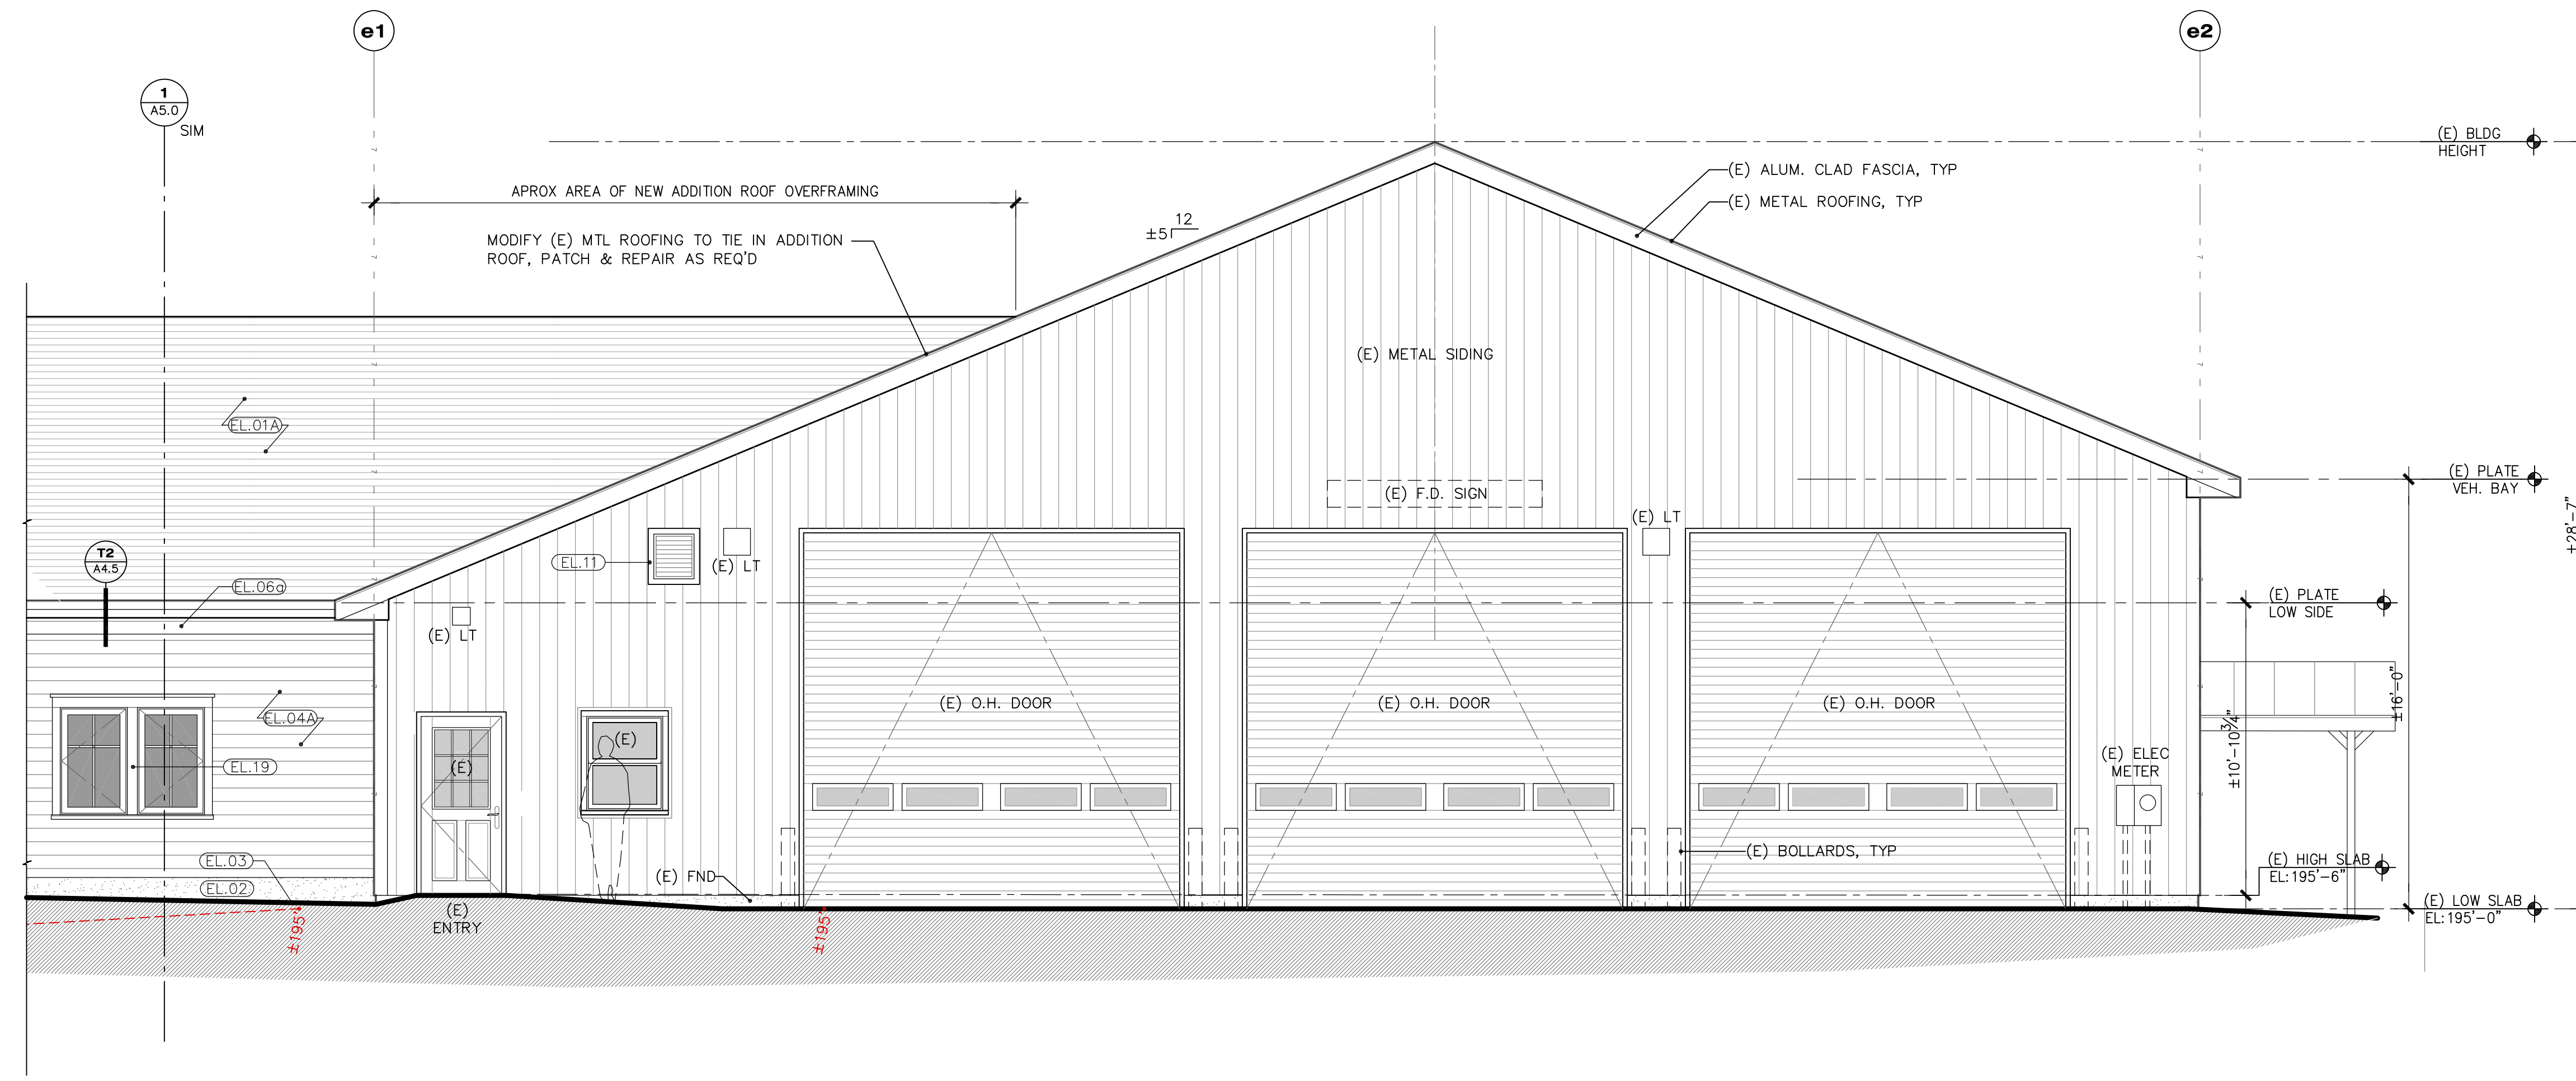 e1
e2
1
A5.0
SIM
(E) BLDG
HEIGHT
APROX AREA OF NEW ADDITION ROOF OVERFRAMING
(E) ALUM. CLAD FASCIA, TYP
(E) METAL ROOFING, TYP
12
±5
MODIFY (E) MTL ROOFING TO TIE IN ADDITION
ROOF, PATCH & REPAIR AS REQ'D
(E) METAL SIDING
EL.01A
(E) PLATE
VEH. BAY
(E) F.D. SIGN
(E) LT
±28'-7"
T2
A4.5
EL.11
(E) LT
EL.06a
(E) PLATE
LOW SIDE
(E) LT
EL.04A
(E) O.H. DOOR
(E) O.H. DOOR
(E) O.H. DOOR
±16'-0"
±10'-10¾"
(E)
(E)
EL.19
(E) ELEC
METER
EL.03
(E) BOLLARDS, TYP
(E) HIGH SLAB
EL:195'-6"
(E) FND
EL.02
(E) LOW SLAB
EL:195'-0"
(E)
ENTRY
±195'
±195'